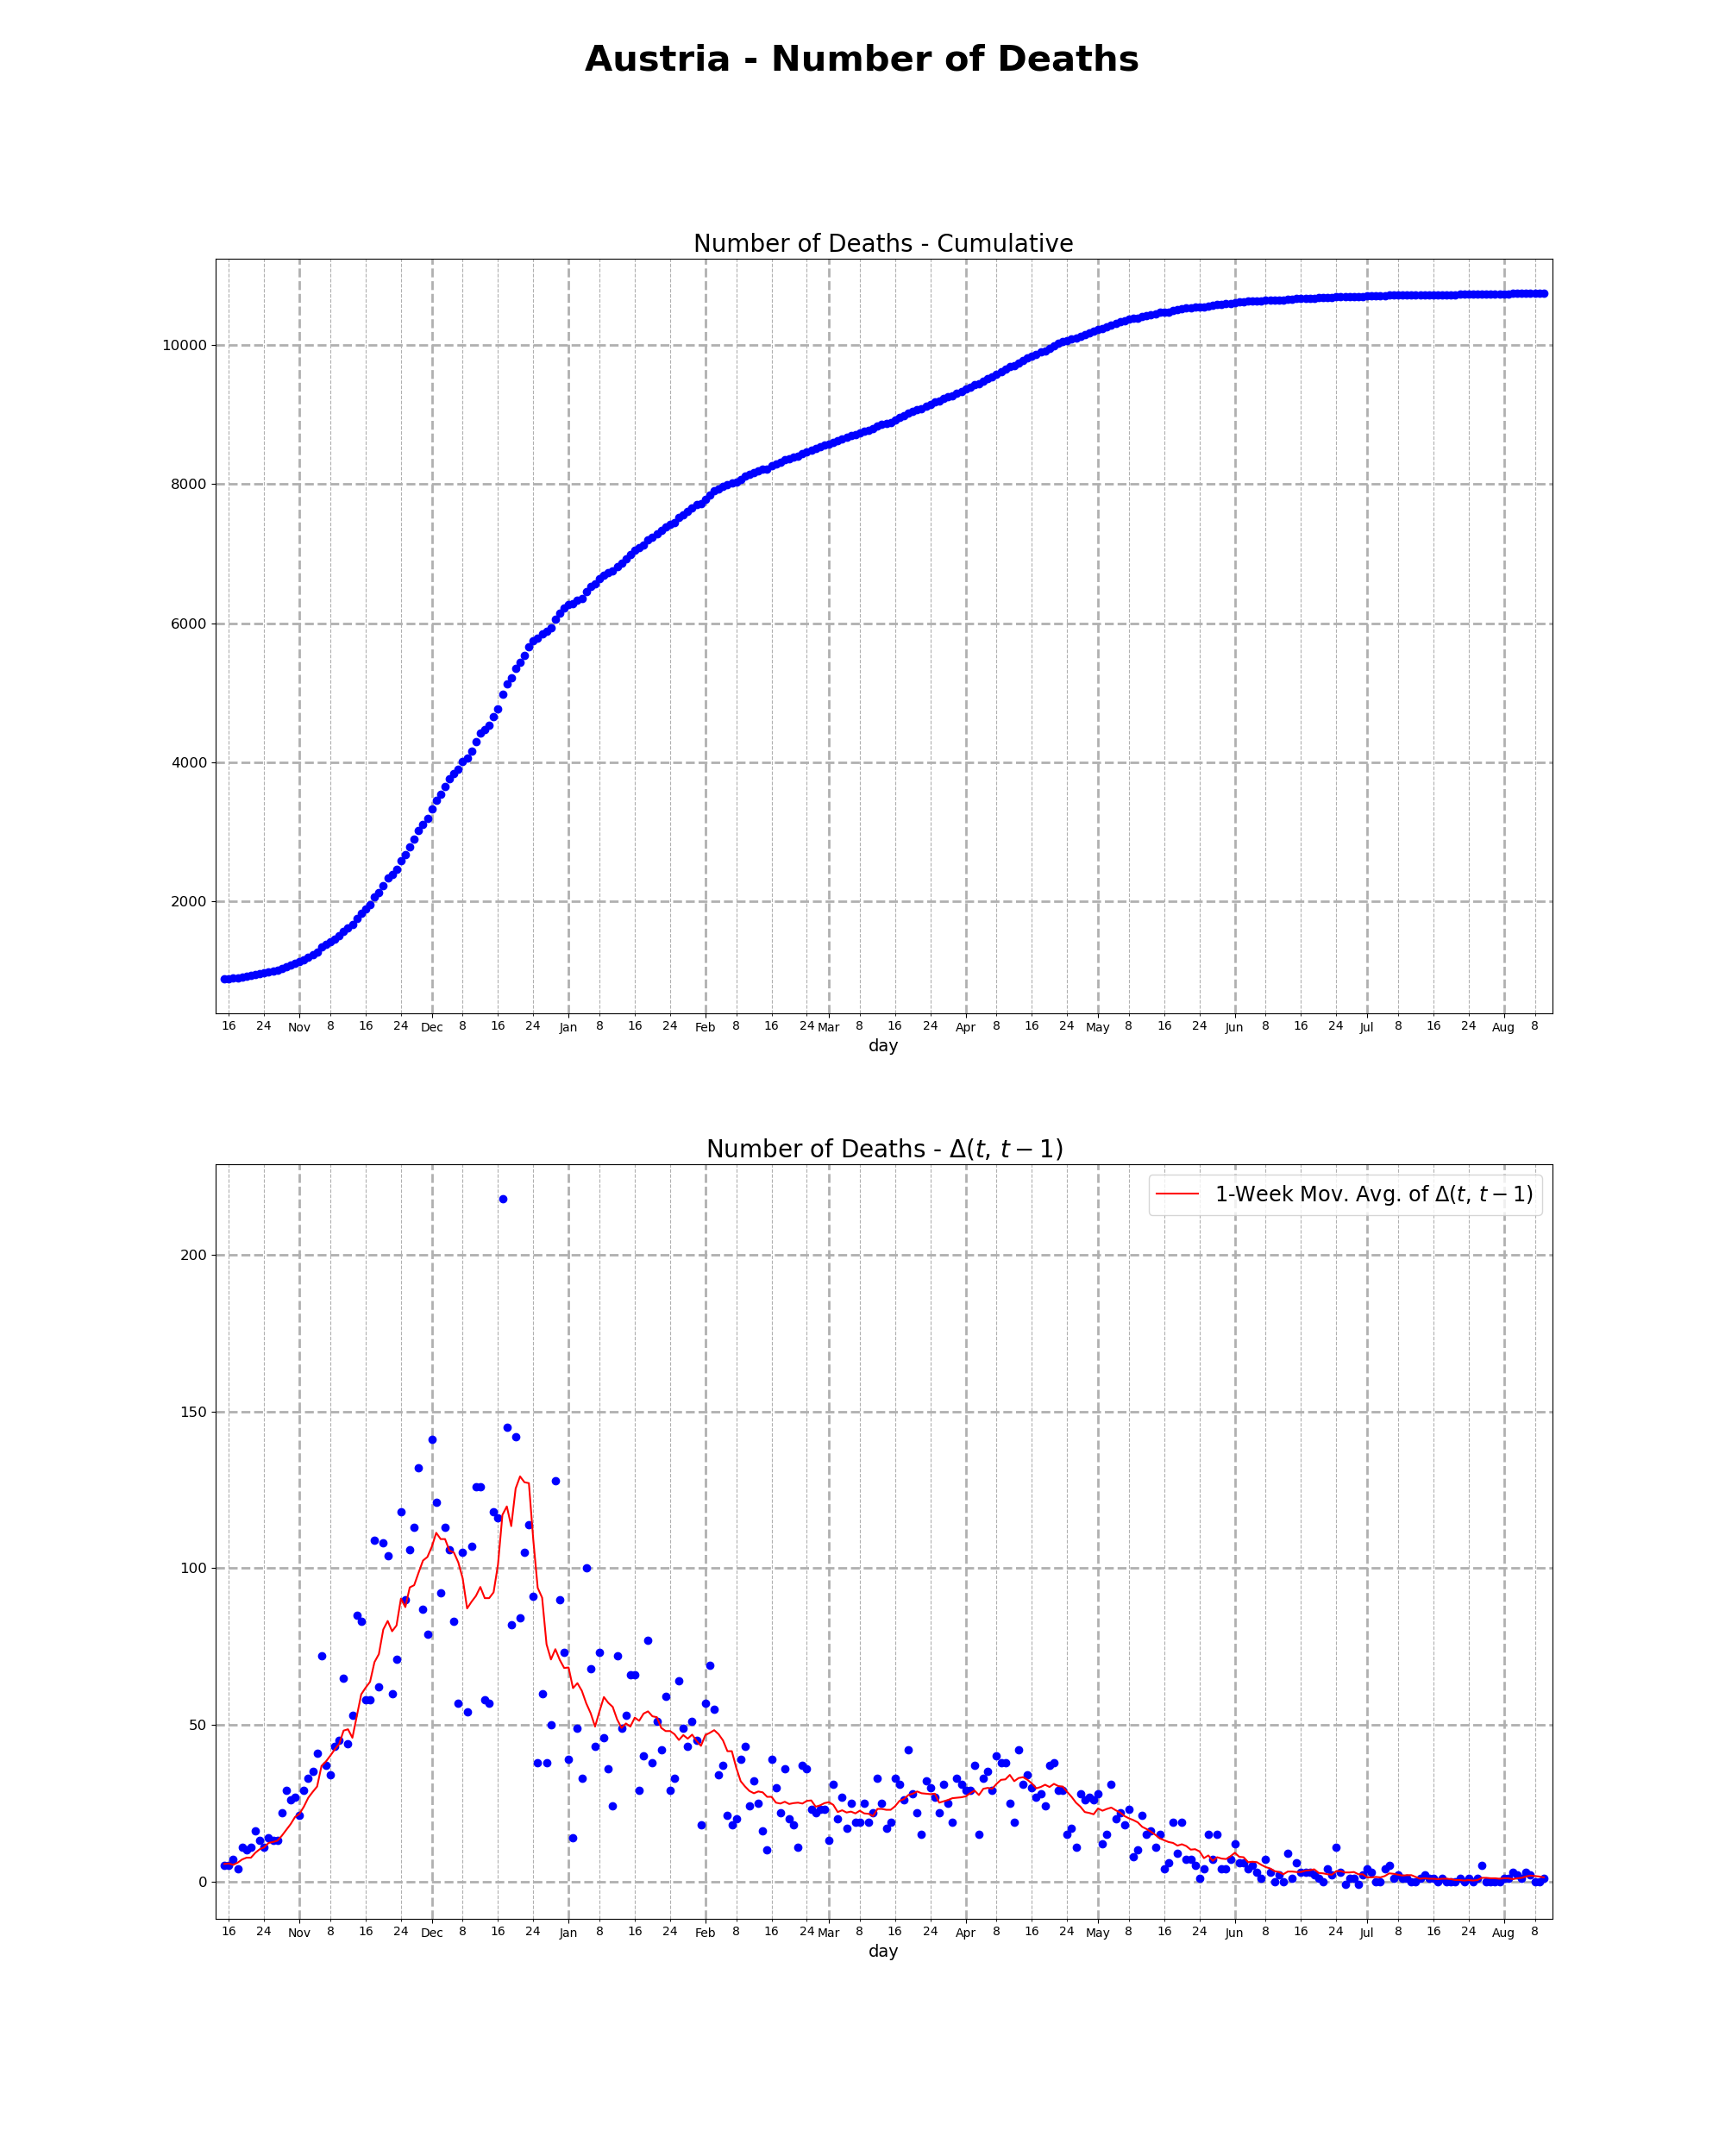 Austria - Number of Deaths
Number of Deaths - Cumulative
10000
8000
6000
4000
2000
16 24 Nov 8 16 24 Dec 8 16 24 Jan 8 16 24 Feb 8 16 24 Mar 8 16 24 Apr 8 16 24 May 8 16 24 Jun 8 16 24 Jul 8 16 24 Aug 8
day
Number of Deaths - Δ(t, t − 1)
1-Week Mov. Avg. of Δ(t, t − 1)
200
150
100
50
0
16 24 Nov 8 16 24 Dec 8 16 24 Jan 8 16 24 Feb 8 16 24 Mar 8 16 24 Apr 8 16 24 May 8 16 24 Jun 8 16 24 Jul 8 16 24 Aug 8
day